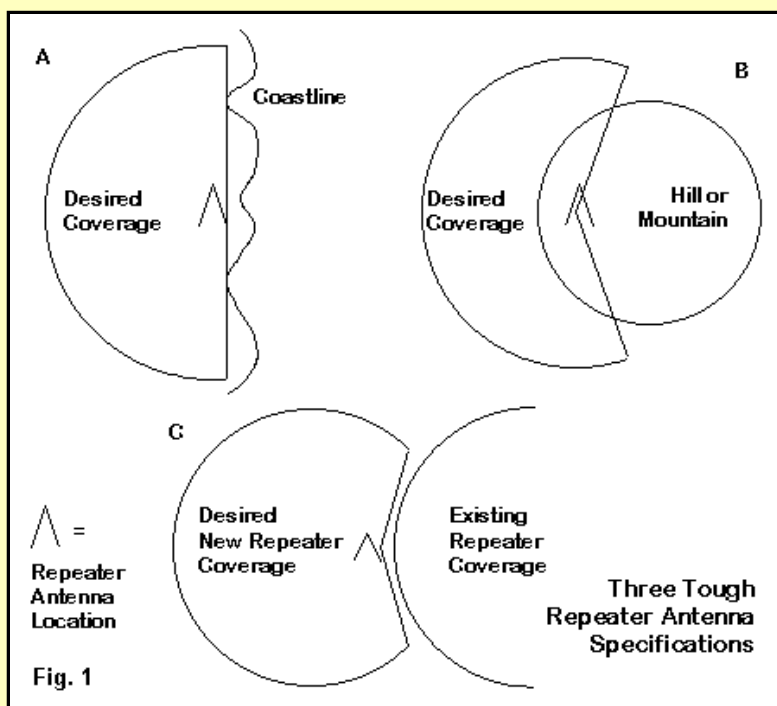 A
Coastline
Desired
Coverage
B
Desired
Coverage
Hill or
Mountain
C
Desired
New Repeater
Coverage
Existing
Repeater
Coverage
=
Repeater
Antenna
Location
Three Tough
Repeater Antenna
Specifications
Fig. 1